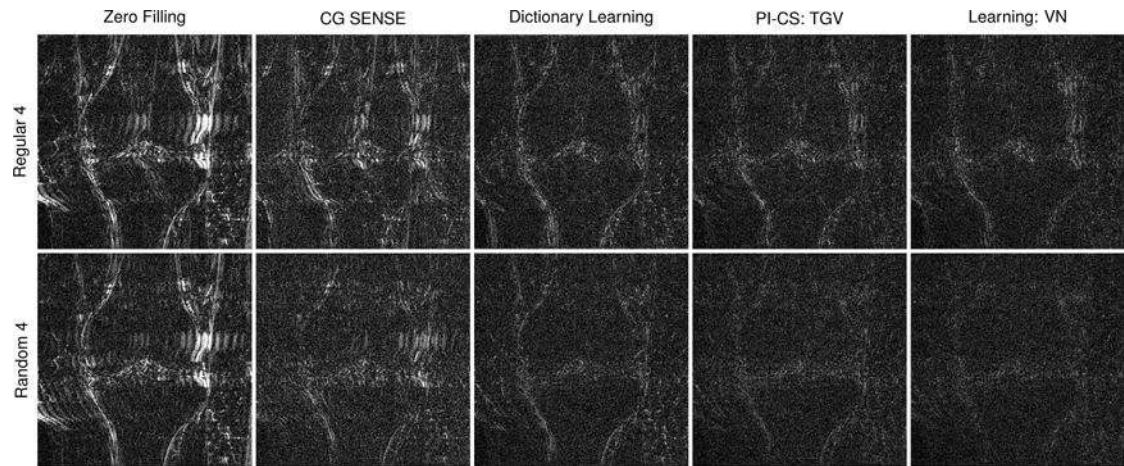 Zero Filling CG SENSE Dictionary Learning PI-CS: TGV Learning: VN
Regular 4
Random 4